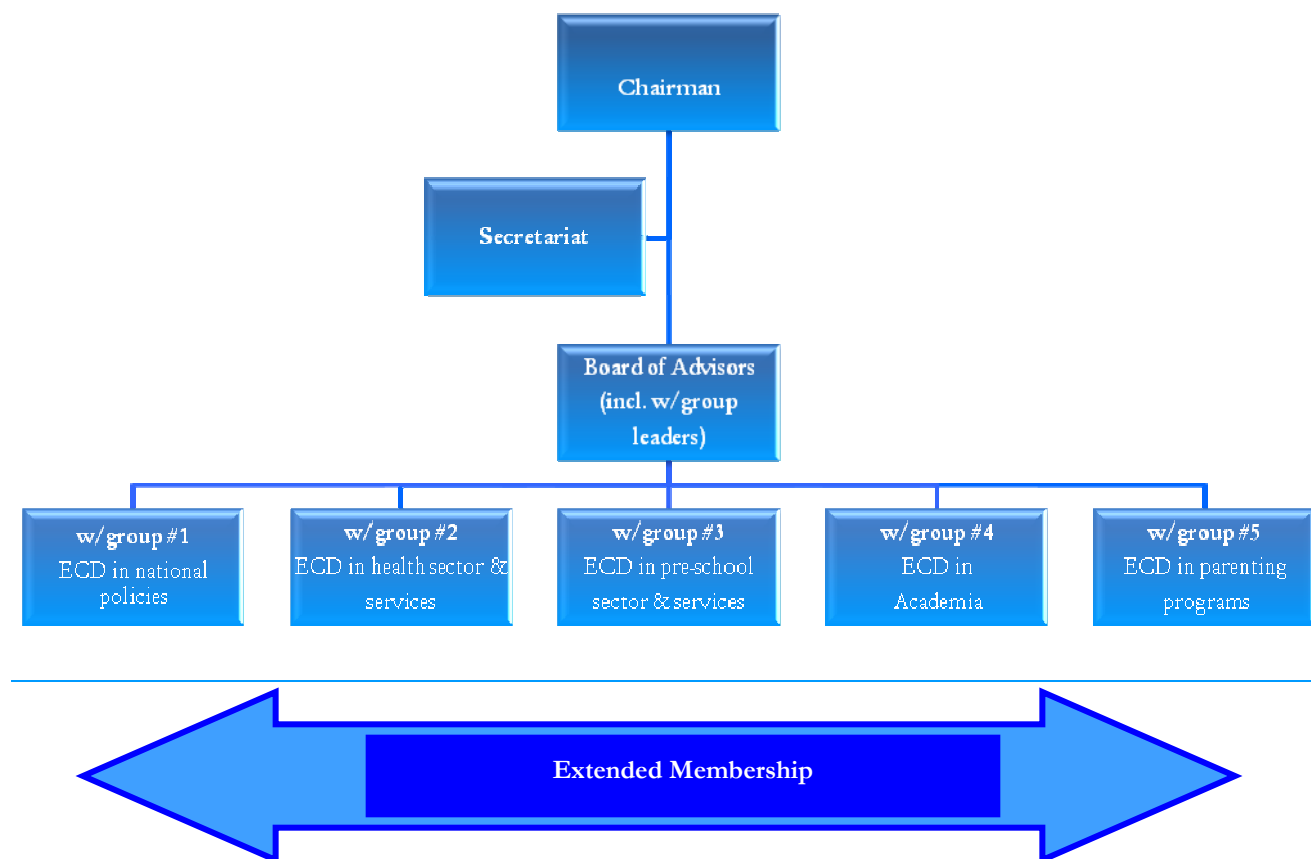 Chairman
Secretariat
Board of Advisors
(incl. w/group
leaders)
w/group #1
ECD in national
policies
w/group #2
ECD in health sector &
services
w/group #3
ECD in pre-school
sector & services
w/group #4
ECD in
Academia
w/group #5
ECD in parenting
programs
Extended Membership